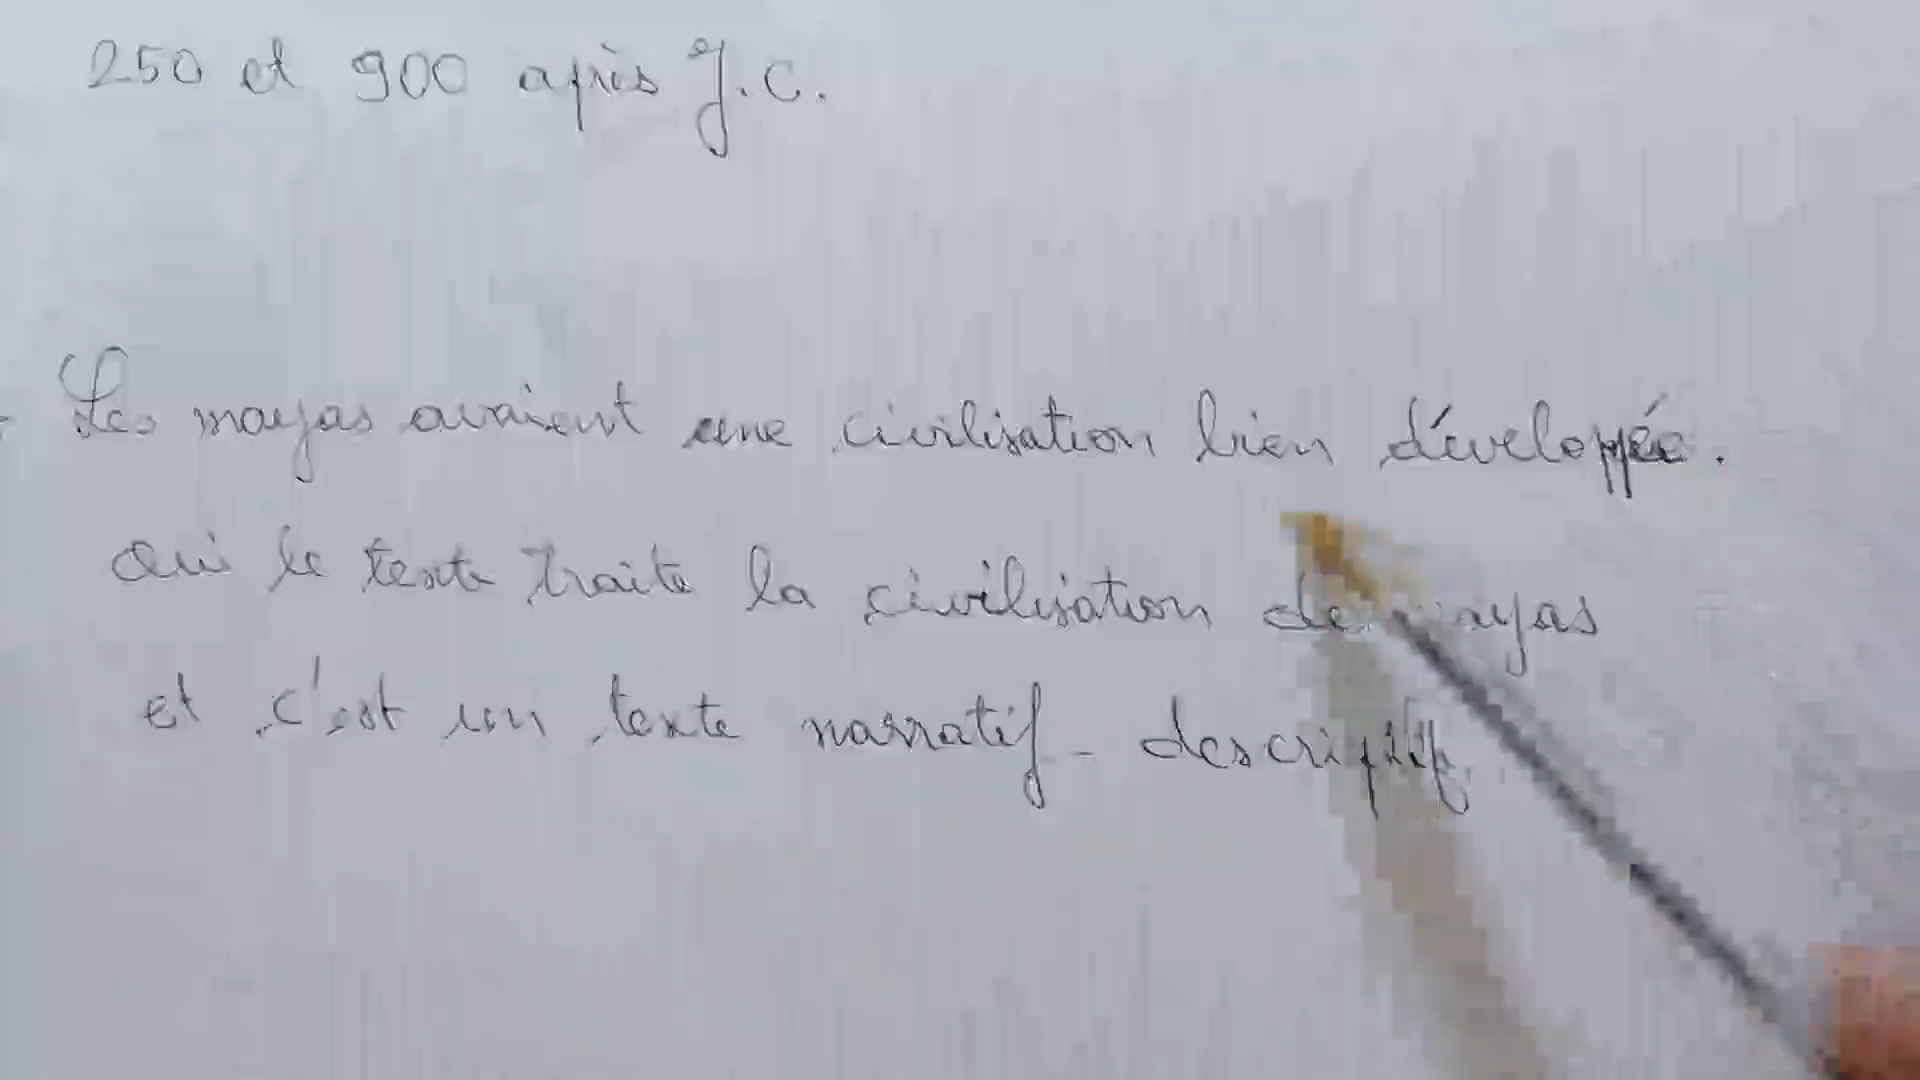 250 et 900 après J.C.
- Les mayas avaient une civilisation bien développée.
Oui le texte traite la civilisation de
et c'est un texte narratif - descriptif.